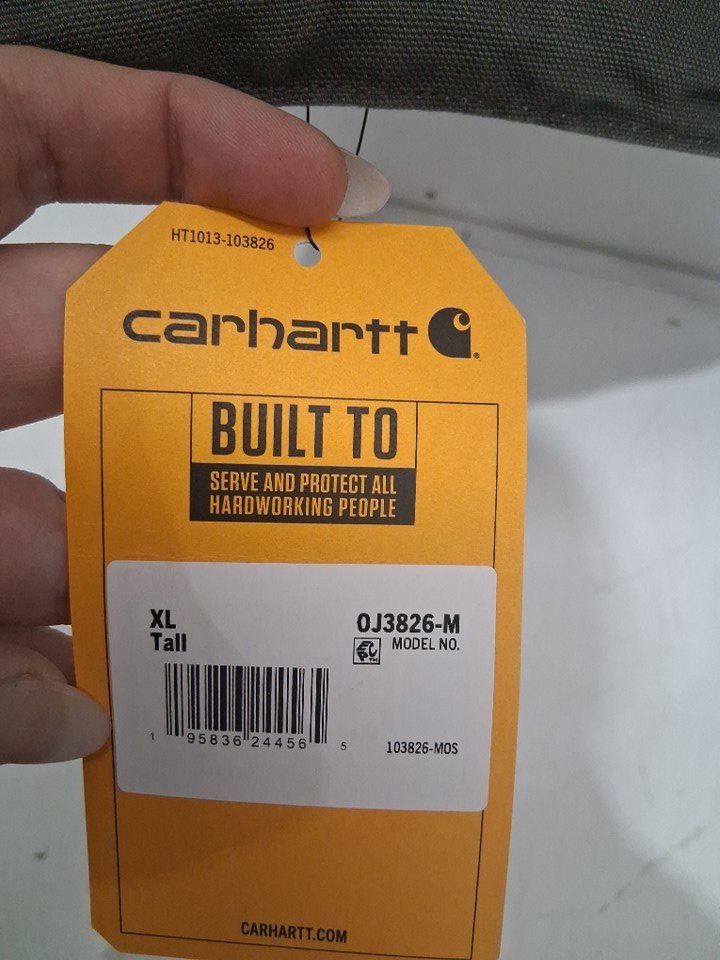 HT1013-103826
carhartt
BUILT TO
SERVE AND PROTECT ALL
HARDWORKING PEOPLE
XL
Tall
OJ3826-M
MODEL NO.
1 95836 24456 5
103826-MOS
CARHARTT.COM